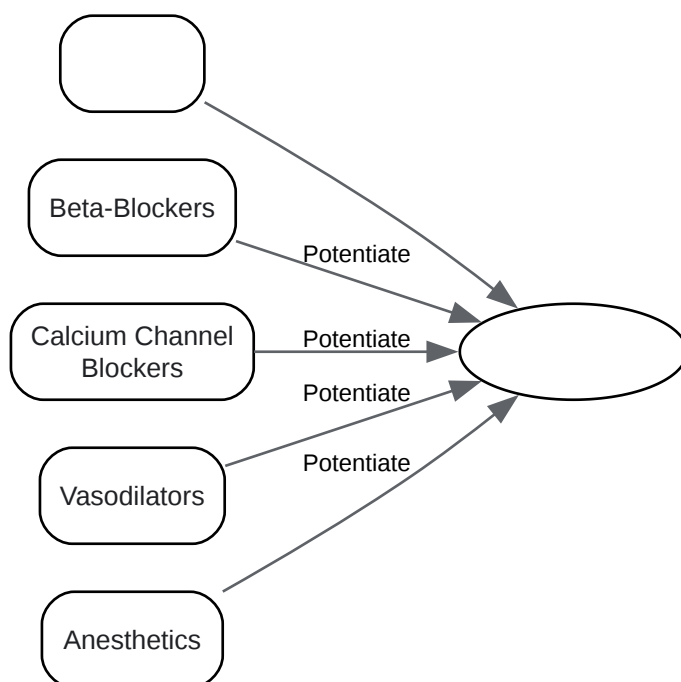 Beta-Blockers
Potentiate
Calcium Channel
Blockers
Potentiate
Potentiate
Vasodilators
Potentiate
Anesthetics